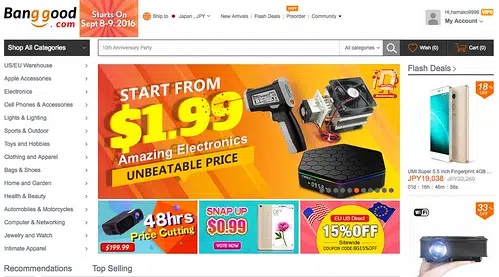 Banggood
.com
Starts On
Sept 8-9, 2016
Ship to
Japan , JPY
New Arrivals
Flash Deals
Preorder
Community
Hi,hamako9999
My Account
Shop All Categories
10th Anniversary Party
All categories
Wish (0)
Cart (0)
US/EU Warehouse
Apple Accessories
Electronics
Cell Phones & Accessories
Lights & Lighting
Sports & Outdoor
Toys and Hobbies
Clothing and Apparel
Bags & Shoes
Home and Garden
Health & Beauty
Automobiles & Motorcycles
Computer & Networking
Jewelry and Watch
Intimate Apparel
START FROM
$1.99
Amazing Electronics
UNBEATABLE PRICE
48hrs
Price Cutting
$199.99
SNAP UP
$0.99
VOTE NOW
EU US Direct
15%OFF
Sitewide
COUPON CODE:BG15%OFF
Flash Deals
18%
OFF
UMI Super 5.5 inch Fingerprint 4GB ...
JPY19,038 JPY23,249
01d : 16h : 46m : 56s
33%
OFF
WiFi
Recommendations
Top Selling